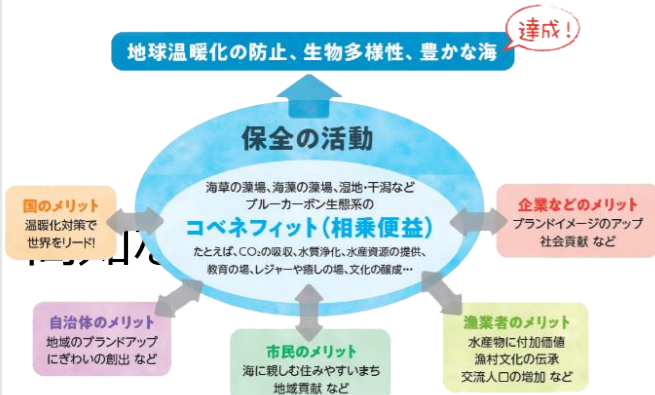 達成!
地球温暖化の防止、生物多様性、豊かな海
保全の活動
海草の藻場、海藻の藻場、湿地・干潟など
ブルーカーボン生態系の
コベネフィット(相乗便益)
たとえば、CO₂の吸収、水質浄化、水産資源の提供、
教育の場、レジャーや癒しの場、文化の醸成…
国のメリット
温暖化対策で
世界をリード!
企業などのメリット
ブランドイメージのアップ
社会貢献 など
自治体のメリット
地域のブランドアップ
にぎわいの創出 など
市民のメリット
海に親しむ住みやすいまち
地域貢献 など
漁業者のメリット
水産物に付加価値
漁村文化の伝承
交流人口の増加 など